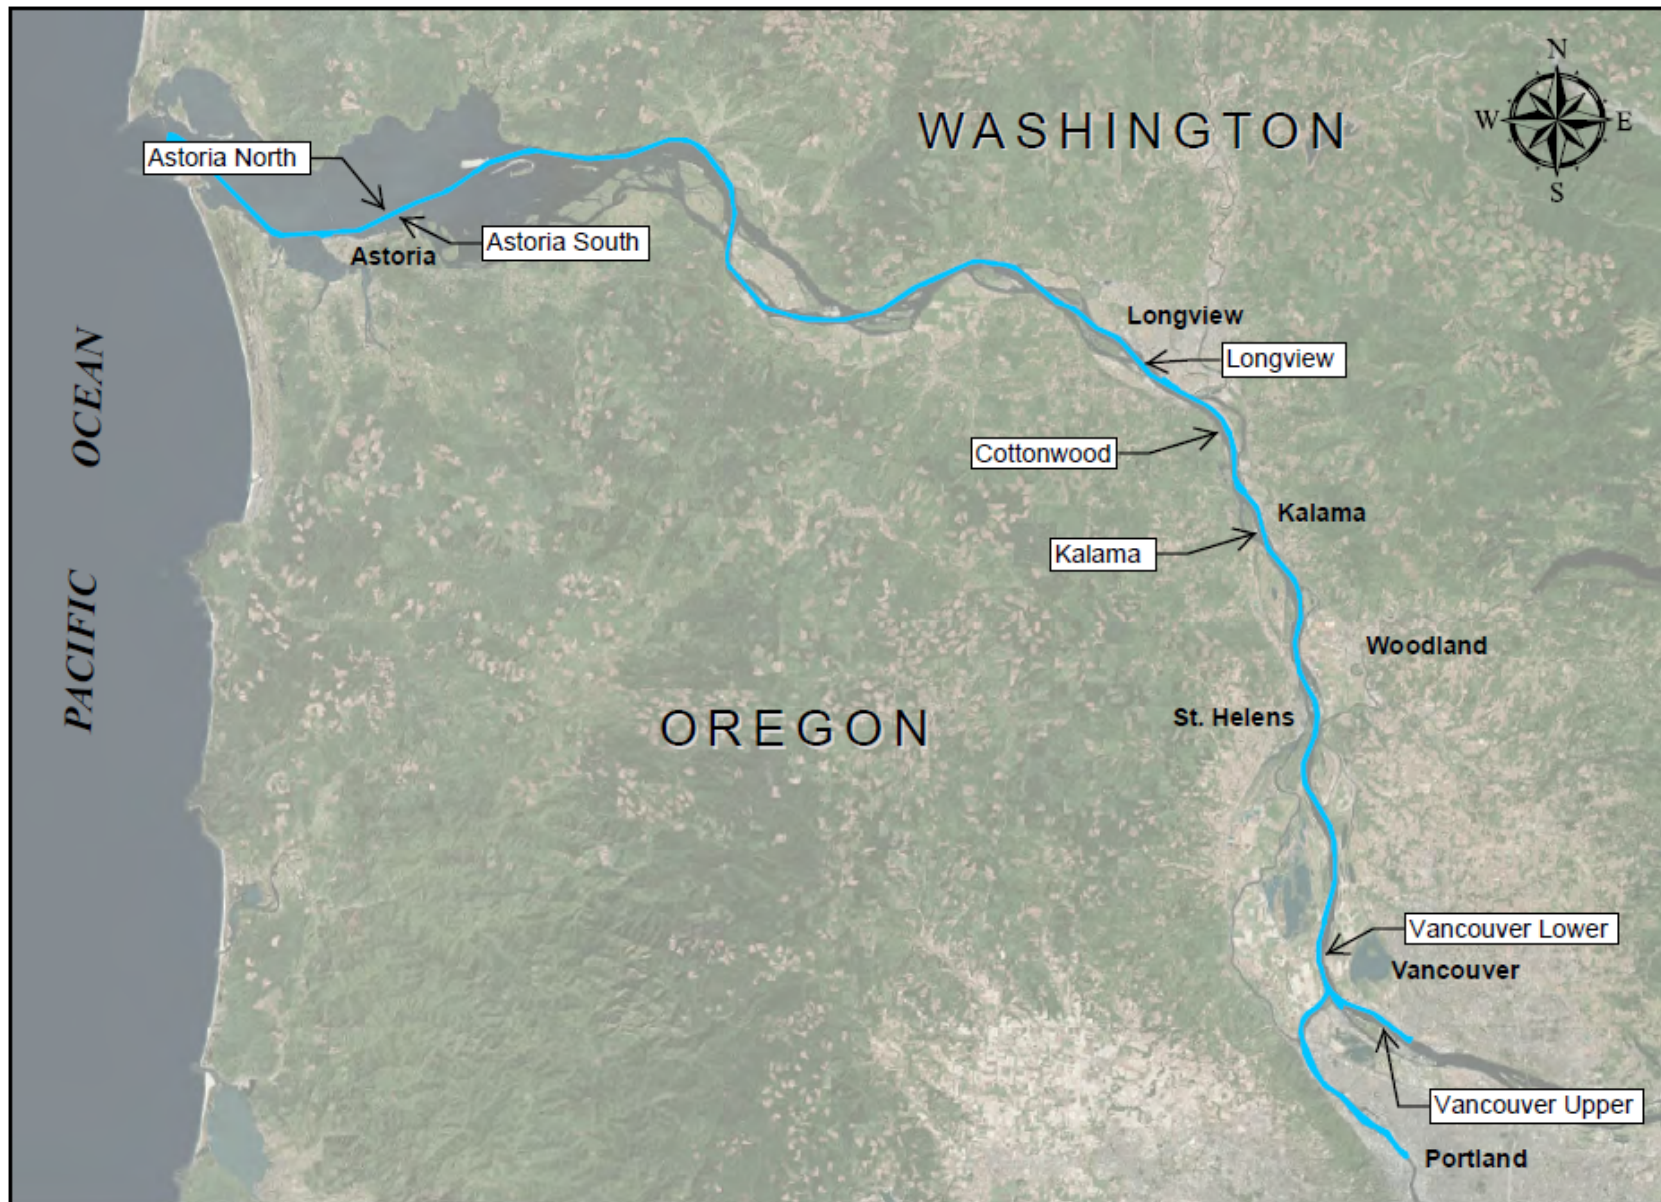 N
WASHINGTON
W
E
Astoria North
S
Astoria South
Astoria
Longview
Longview
OCEAN
Cottonwood
Kalama
Kalama
PACIFIC
Woodland
St. Helens
OREGON
Vancouver Lower
Vancouver
Vancouver Upper
Portland